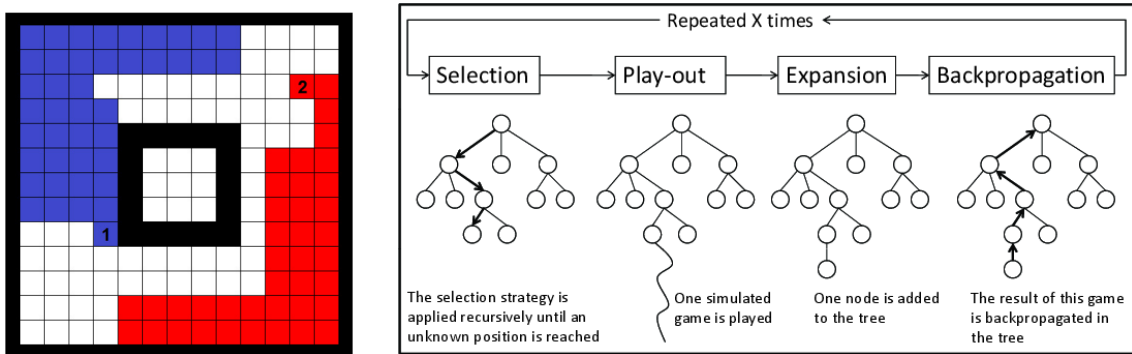 2
1
Repeated X times
Selection
Play-out
Expansion
Backpropagation
The selection strategy is
applied recursively until an
unknown position is reached
One simulated
game is played
One node is added
to the tree
The result of this game
is backpropagated in
the tree